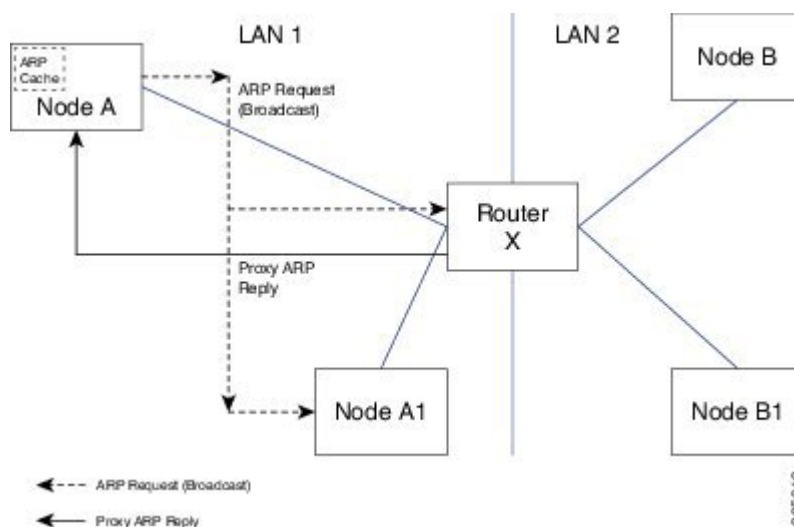 LAN 1
LAN 2
ARP
Cache
Node A
Node B
ARP Request
(Broadcast)
Router
X
Proxy ARP
Reply
Node A1
Node B1
ARP Request (Broadcast)
Proxy ARP Reply